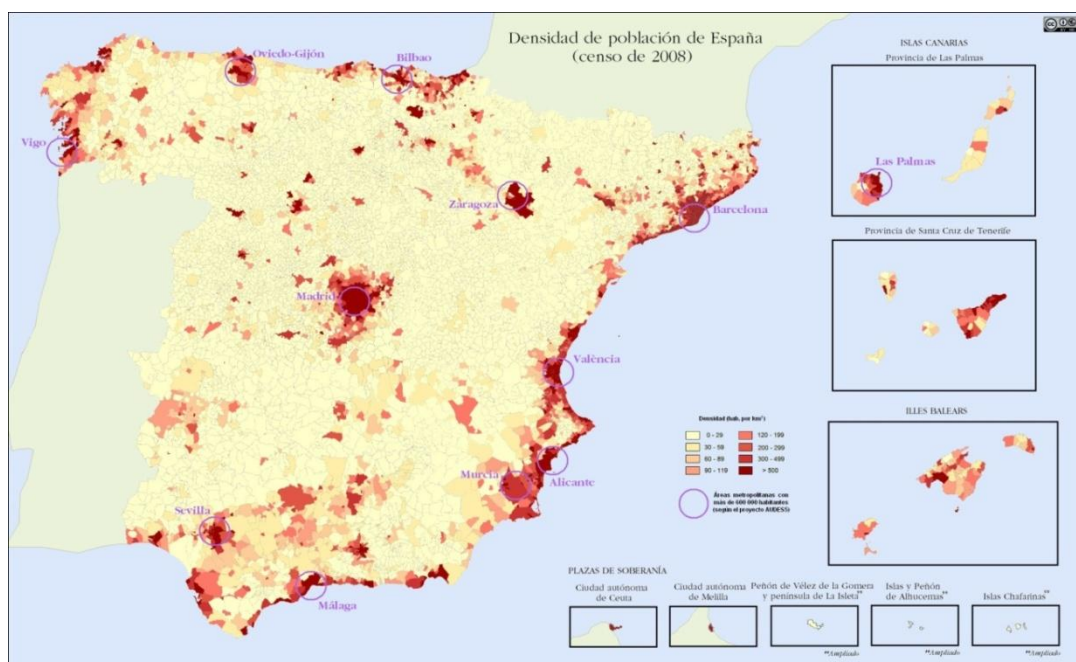 Densidad de población de España
(censo de 2008)
Oviedo-Gijón
Bilbao
Vigo
Zaragoza
Barcelona
Madrid
València
Murcia
Alicante
Sevilla
Málaga
ISLAS CANARIAS
Provincia de Las Palmas
Las Palmas
Provincia de Santa Cruz de Tenerife
ILLES BALEARS
Densidad (hab. por km²)
0 - 29
30 - 59
60 - 89
90 - 119
120 - 199
200 - 299
300 - 499
> 500
Áreas metropolitanas con
más de 600 000 habitantes
(según el proyecto AUDESS)
PLAZAS DE SOBERANÍA
Ciudad autónoma
de Ceuta
Ciudad autónoma
de Melilla
Peñón de Vélez de la Gomera
y península de La Isleta**
Islas y Peñón
de Alhucemas**
Islas Chafarinas**
**Ampliado
**Ampliado
**Ampliado